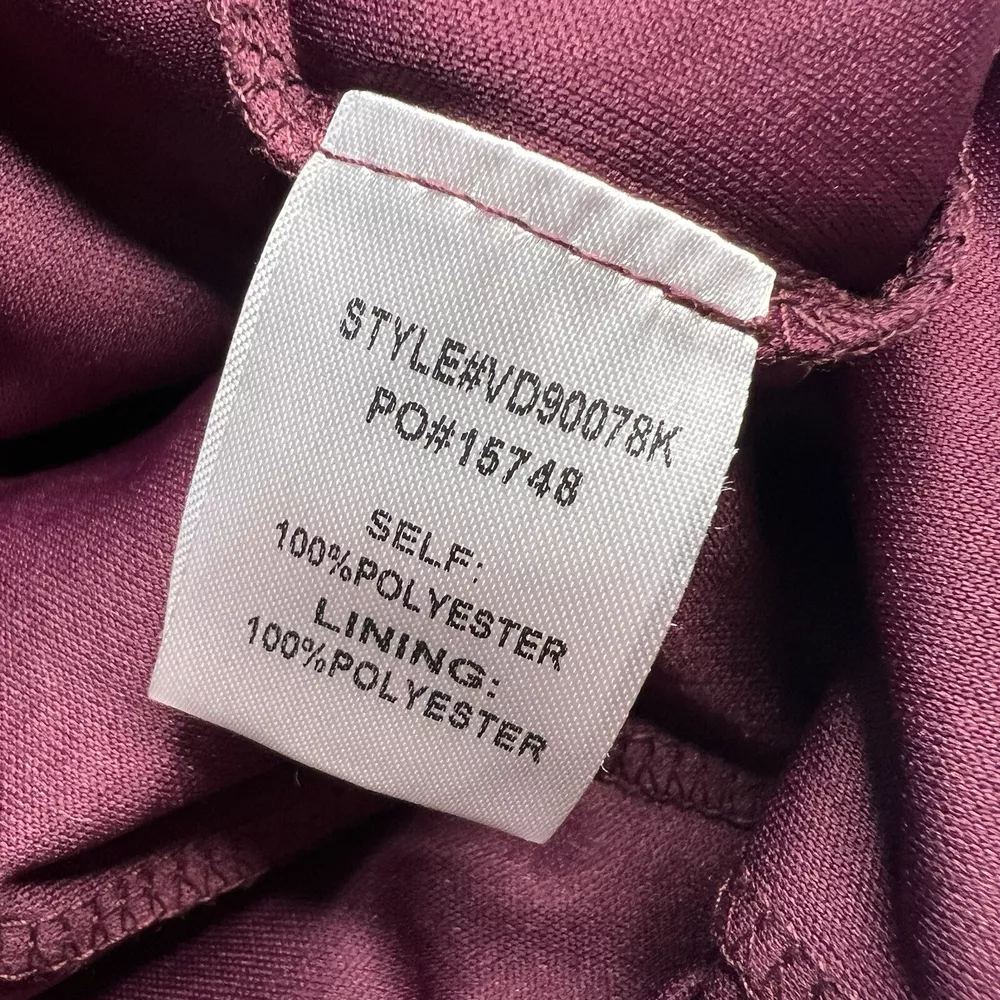 STYLE#VD90078K
PO#15748
SELF:
100%POLYESTER
LINING:
100%POLYESTER